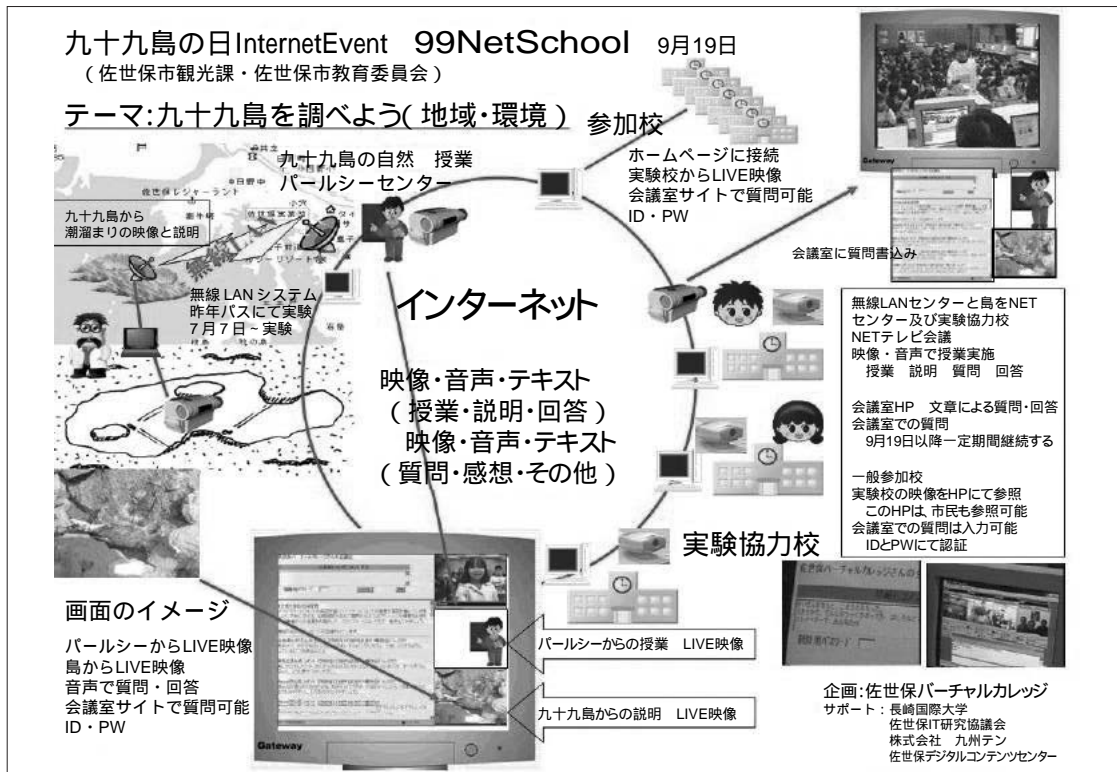 九十九島の日InternetEvent 99NetSchool 9月19日
（佐世保市観光課・佐世保市教育委員会）
テーマ:九十九島を調べよう(地域・環境)
参加校
ホームページに接続
実験校からLIVE映像
会議室サイトで質問可能
ID・PW
九十九島の自然 授業
パールシーセンター
佐世保レジャーランド
九十九島から
潮溜まりの映像と説明
無線LANシステム
昨年バスにて実験
7月7日~実験
インターネット
映像・音声・テキスト
(授業・説明・回答)
映像・音声・テキスト
(質問・感想・その他)
Gateway
会議室に質問書込み
無線LANセンターと島をNET
センター及び実験協力校
NETテレビ会議
映像・音声で授業実施
授業 説明 質問 回答
会議室HP 文章による質問・回答
会議室での質問
9月19日以降一定期間継続する
一般参加校
実験校の映像をHPにて参照
このHPは、市民も参照可能
会議室での質問は入力可能
IDとPWにて認証
実験協力校
画面のイメージ
パールシーからLIVE映像
島からLIVE映像
音声で質問・回答
会議室サイトで質問可能
ID・PW
パールシーからの授業 LIVE映像
九十九島からの説明 LIVE映像
Gateway
企画:佐世保バーチャルカレッジ
サポート：長崎国際大学
佐世保IT研究協議会
株式会社 九州テン
佐世保デジタルコンテンツセンター